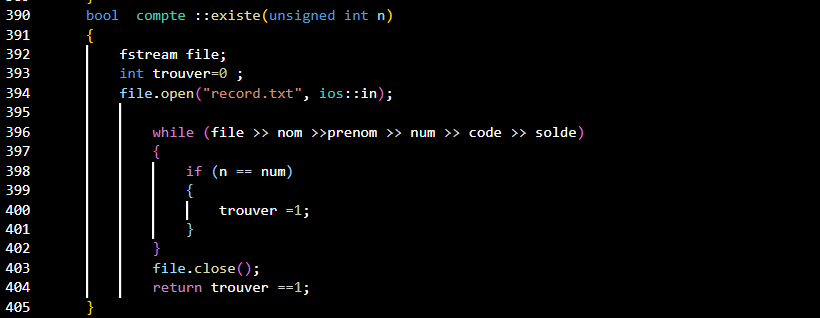 390 bool compte ::existe(unsigned int n)
391 {
392 fstream file;
393 int trouver=0 ;
394 file.open("record.txt", ios::in);
395
396 while (file >> nom >>prenom >> num >> code >> solde)
397 {
398 if (n == num)
399 {
400 trouver =1;
401 }
402 }
403 file.close();
404 return trouver ==1;
405 }